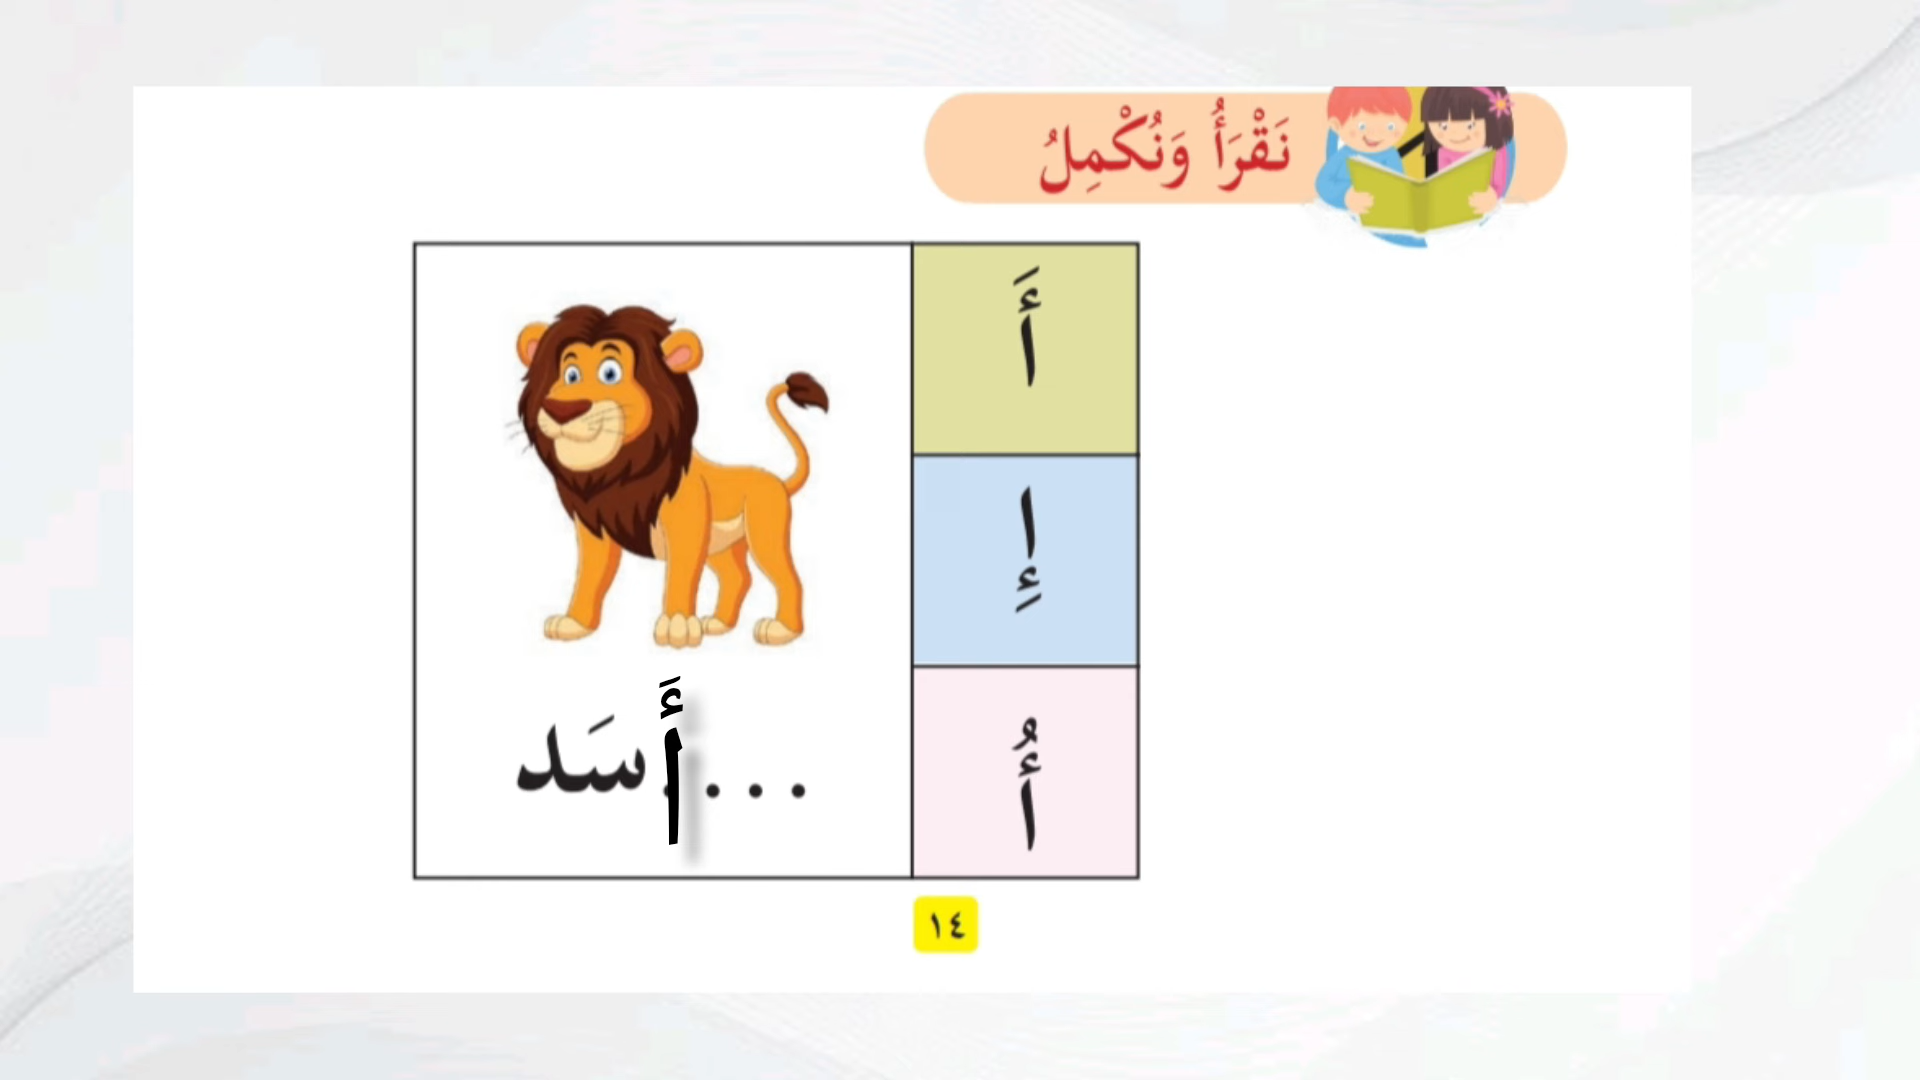 نَقْرَأُ وَنُكْمِلُ
أَ
إِ
أُ
....أَسَد
١٤